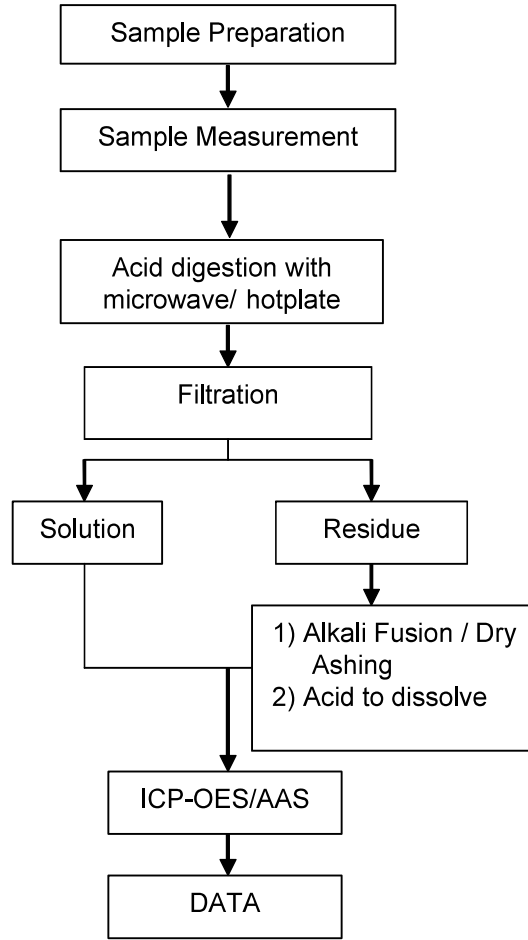 Sample Preparation
Sample Measurement
Acid digestion with
microwave/ hotplate
Filtration
Solution
Residue
1) Alkali Fusion / Dry
Ashing
2) Acid to dissolve
ICP-OES/AAS
DATA